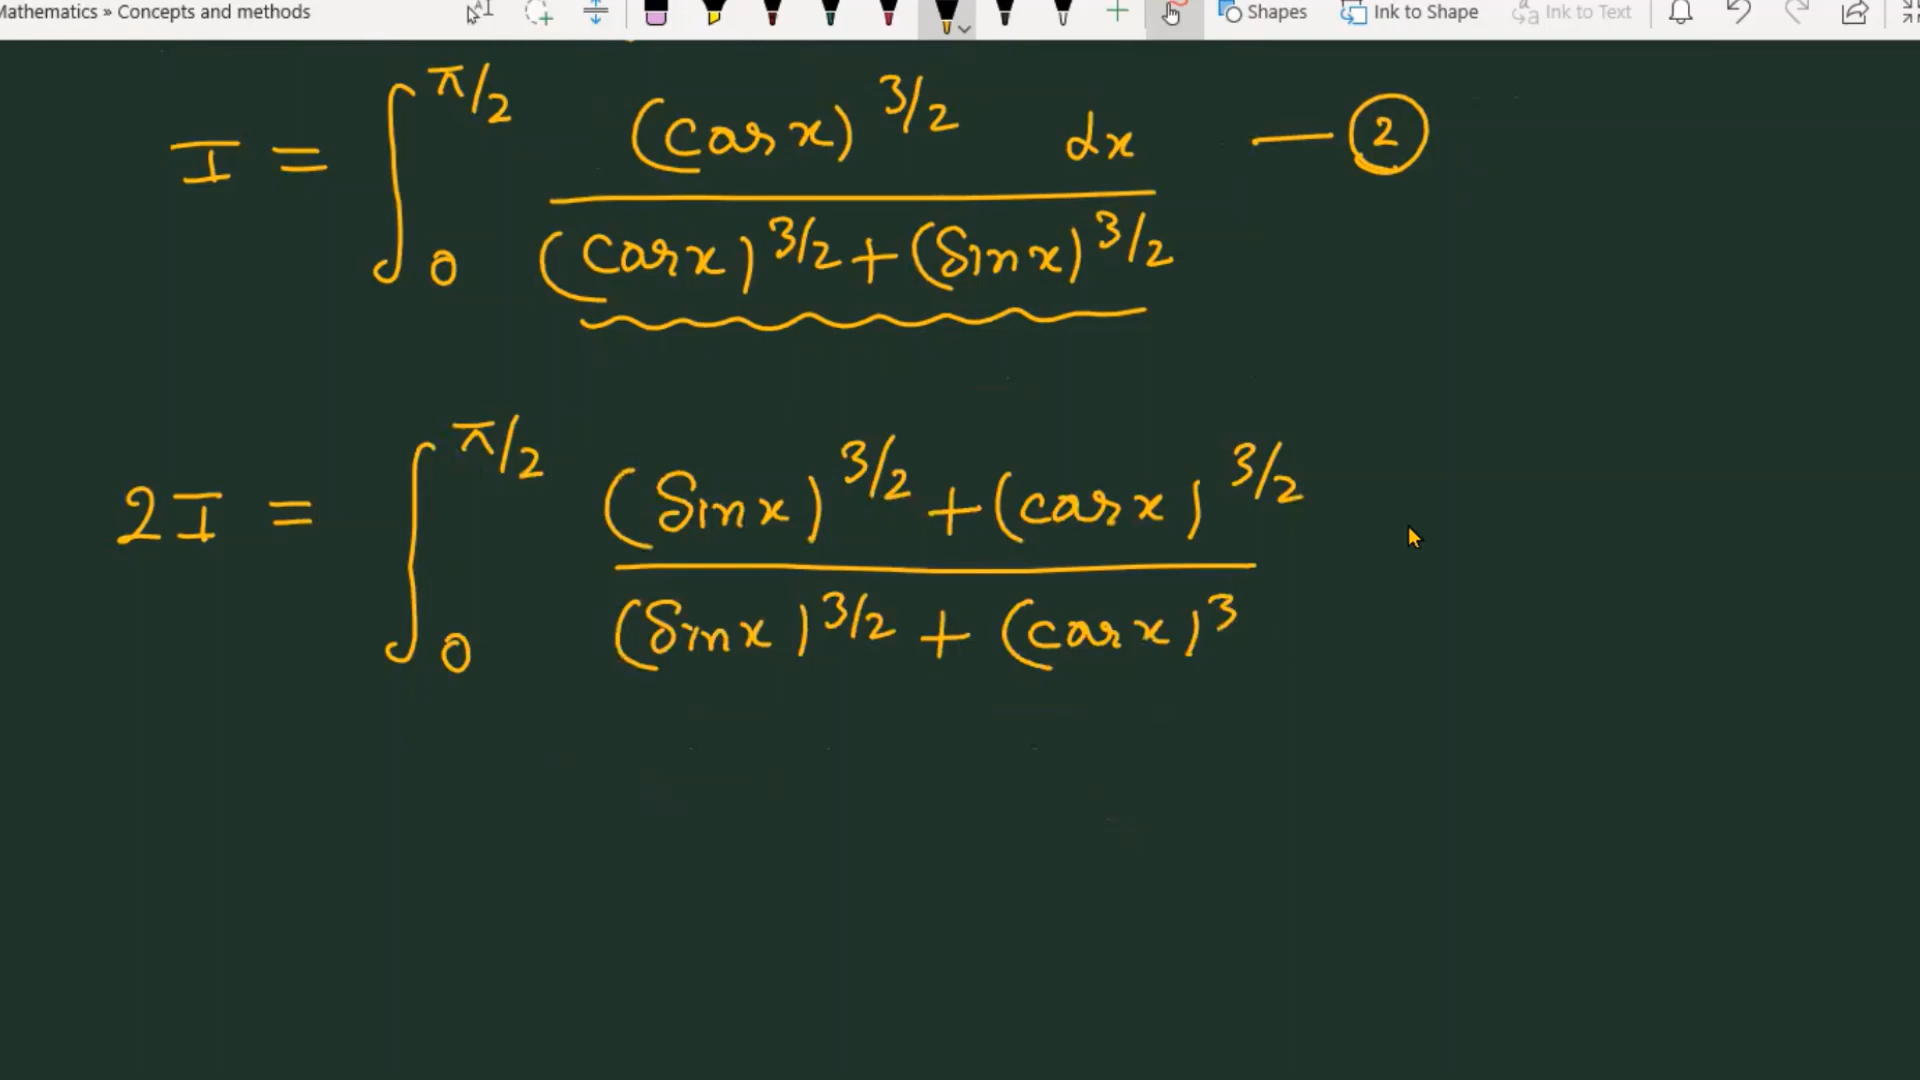 Mathematics » Concepts and methods
Shapes Ink to Shape Ink to Text
I = ∫₀^{π/2} (cos x)^{3/2} dx / ((cos x)^{3/2} + (sin x)^{3/2}) — ②
2I = ∫₀^{π/2} ((sin x)^{3/2} + (cos x)^{3/2}) / ((sin x)^{3/2} + (cos x)^3